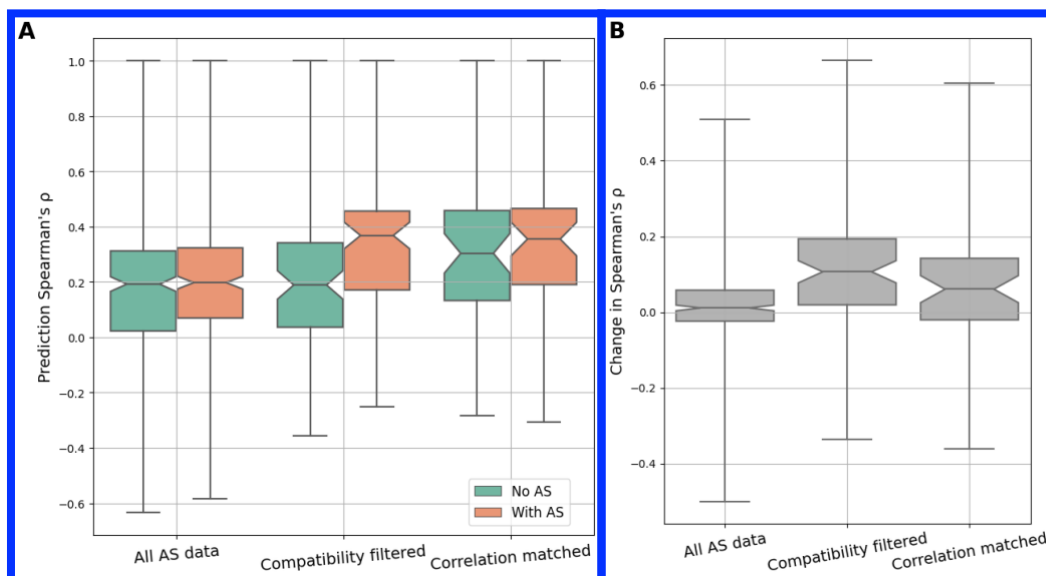 A
Prediction Spearman's ρ
1.0
0.8
0.6
0.4
0.2
0.0
−0.2
−0.4
−0.6
No AS
With AS
All AS data
Compatibility filtered
Correlation matched
B
Change in Spearman's ρ
0.6
0.4
0.2
0.0
−0.2
−0.4
All AS data
Compatibility filtered
Correlation matched